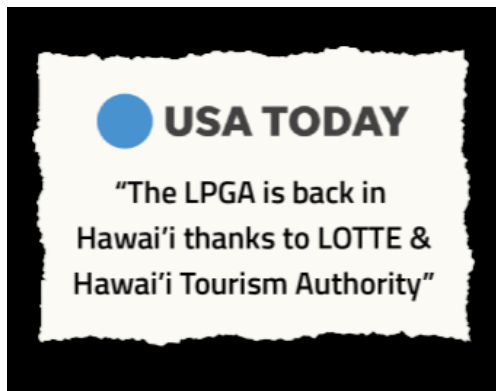 USA TODAY
“The LPGA is back in
Hawai’i thanks to LOTTE &
Hawai’i Tourism Authority”